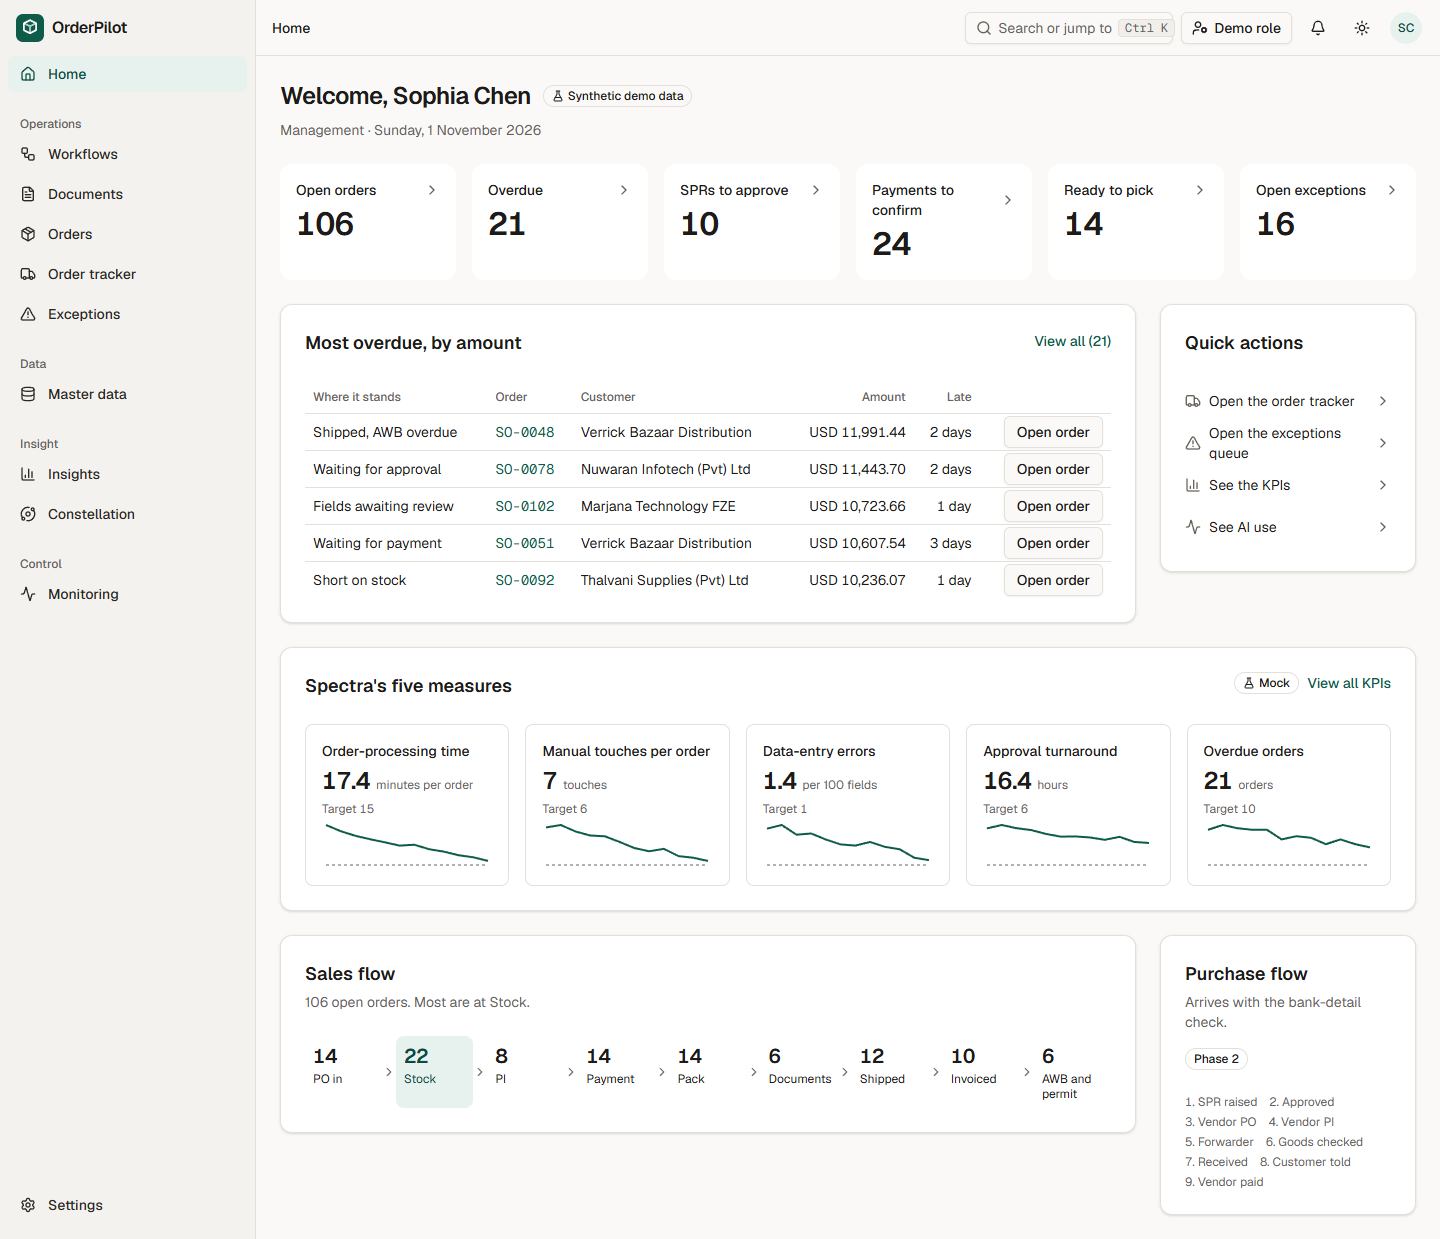 OrderPilot
Home
Search or jump to
Ctrl K
Demo role
SC
Home
Operations
Workflows
Documents
Orders
Order tracker
Exceptions
Data
Master data
Insight
Insights
Constellation
Control
Monitoring
Settings
Welcome, Sophia Chen
Synthetic demo data
Management · Sunday, 1 November 2026
Open orders
106
Overdue
21
SPRs to approve
10
Payments to
confirm
24
Ready to pick
14
Open exceptions
16
Most overdue, by amount
View all (21)
Where it stands Order Customer Amount Late
Shipped, AWB overdue SO-0048 Verrick Bazaar Distribution USD 11,991.44 2 days Open order
Waiting for approval SO-0078 Nuwaran Infotech (Pvt) Ltd USD 11,443.70 2 days Open order
Fields awaiting review SO-0102 Marjana Technology FZE USD 10,723.66 1 day Open order
Waiting for payment SO-0051 Verrick Bazaar Distribution USD 10,607.54 3 days Open order
Short on stock SO-0092 Thalvani Supplies (Pvt) Ltd USD 10,236.07 1 day Open order
Quick actions
Open the order tracker
Open the exceptions
queue
See the KPIs
See AI use
Spectra's five measures
Mock
View all KPIs
Order-processing time
17.4 minutes per order
Target 15
Manual touches per order
7 touches
Target 6
Data-entry errors
1.4 per 100 fields
Target 1
Approval turnaround
16.4 hours
Target 6
Overdue orders
21 orders
Target 10
Sales flow
106 open orders. Most are at Stock.
14
PO in
22
Stock
8
PI
14
Payment
14
Pack
6
Documents
12
Shipped
10
Invoiced
6
AWB and
permit
Purchase flow
Arrives with the bank-detail
check.
Phase 2
1. SPR raised 2. Approved
3. Vendor PO 4. Vendor PI
5. Forwarder 6. Goods checked
7. Received 8. Customer told
9. Vendor paid